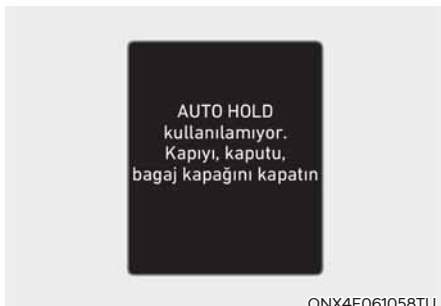 AUTO HOLD
kullanılamıyor.
Kapıyı, kaputu,
bagaj kapağını kapatın
ONX4E061058TU